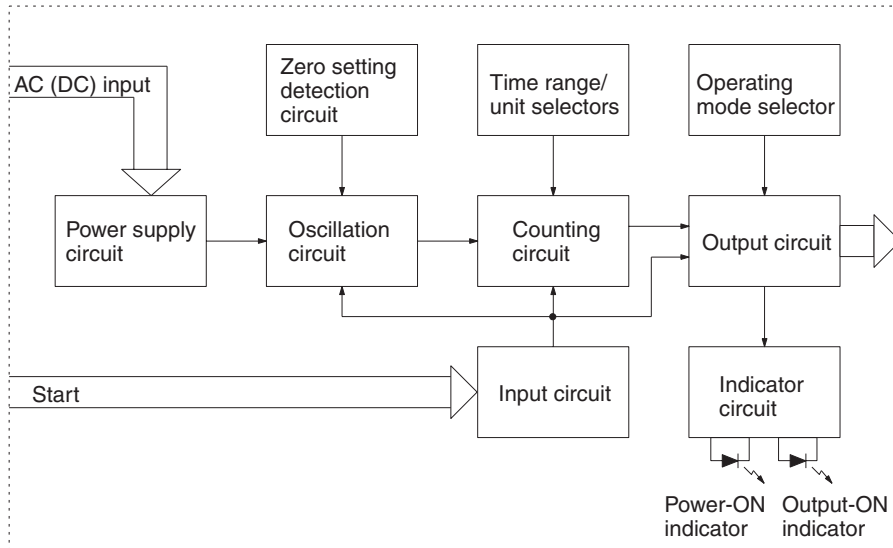 AC (DC) input
Zero setting
detection
circuit
Time range/
unit selectors
Operating
mode selector
Power supply
circuit
Oscillation
circuit
Counting
circuit
Output circuit
Start
Input circuit
Indicator
circuit
Power-ON
indicator
Output-ON
indicator